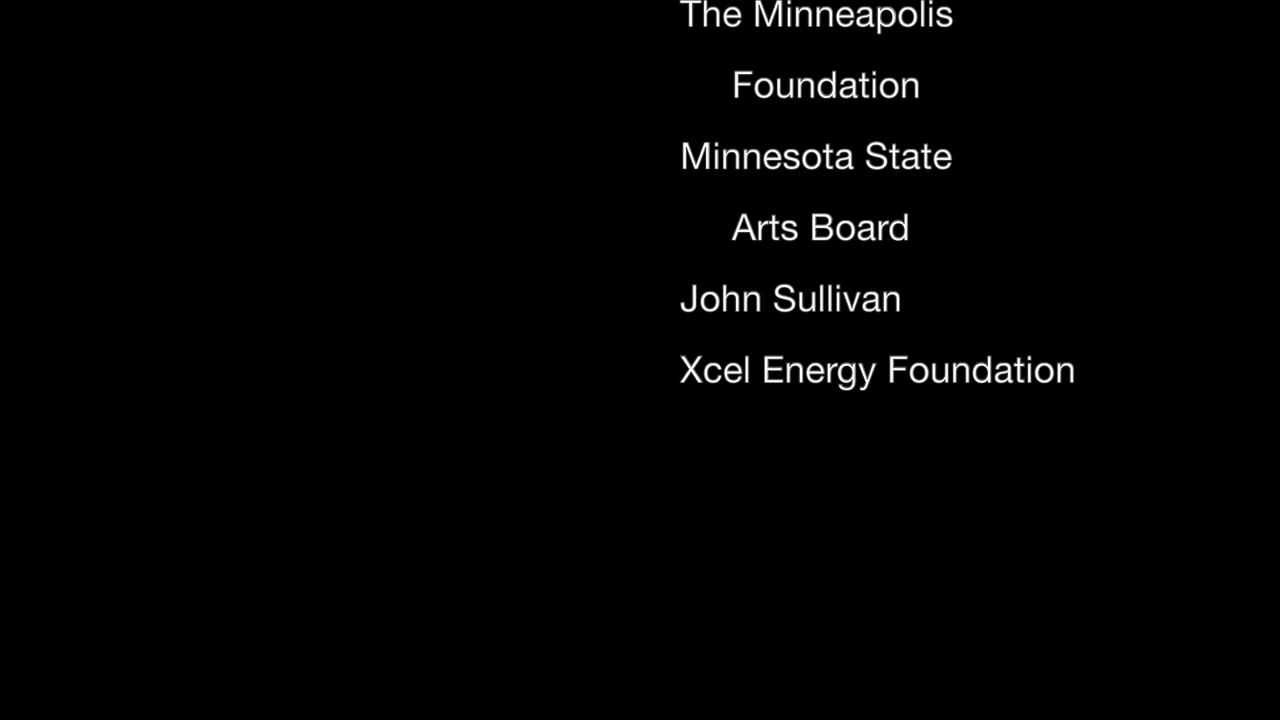 The Minneapolis
Foundation
Minnesota State
Arts Board
John Sullivan
Xcel Energy Foundation